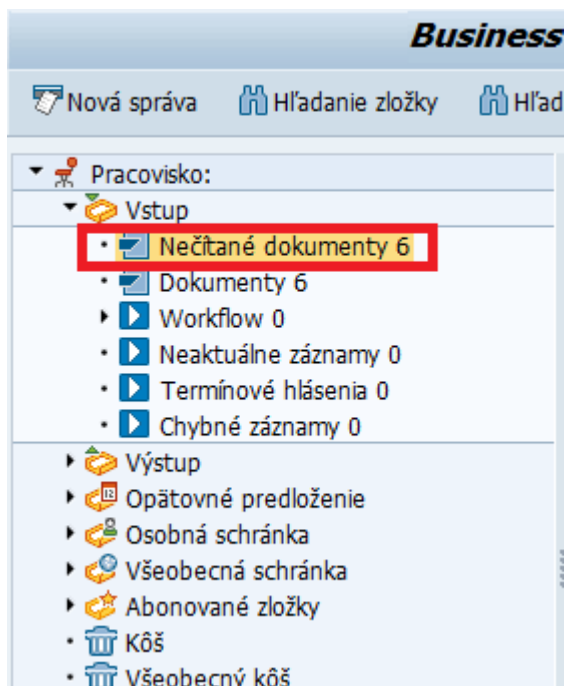 Business
Nová správa Hľadanie zložky Hľad
Pracovisko:
Vstup
Nečítané dokumenty 6
Dokumenty 6
Workflow 0
Neaktuálne záznamy 0
Termínové hlásenia 0
Chybné záznamy 0
Výstup
Opätovné predloženie
Osobná schránka
Všeobecná schránka
Abonované zložky
Kôš
Všeobecný kôš